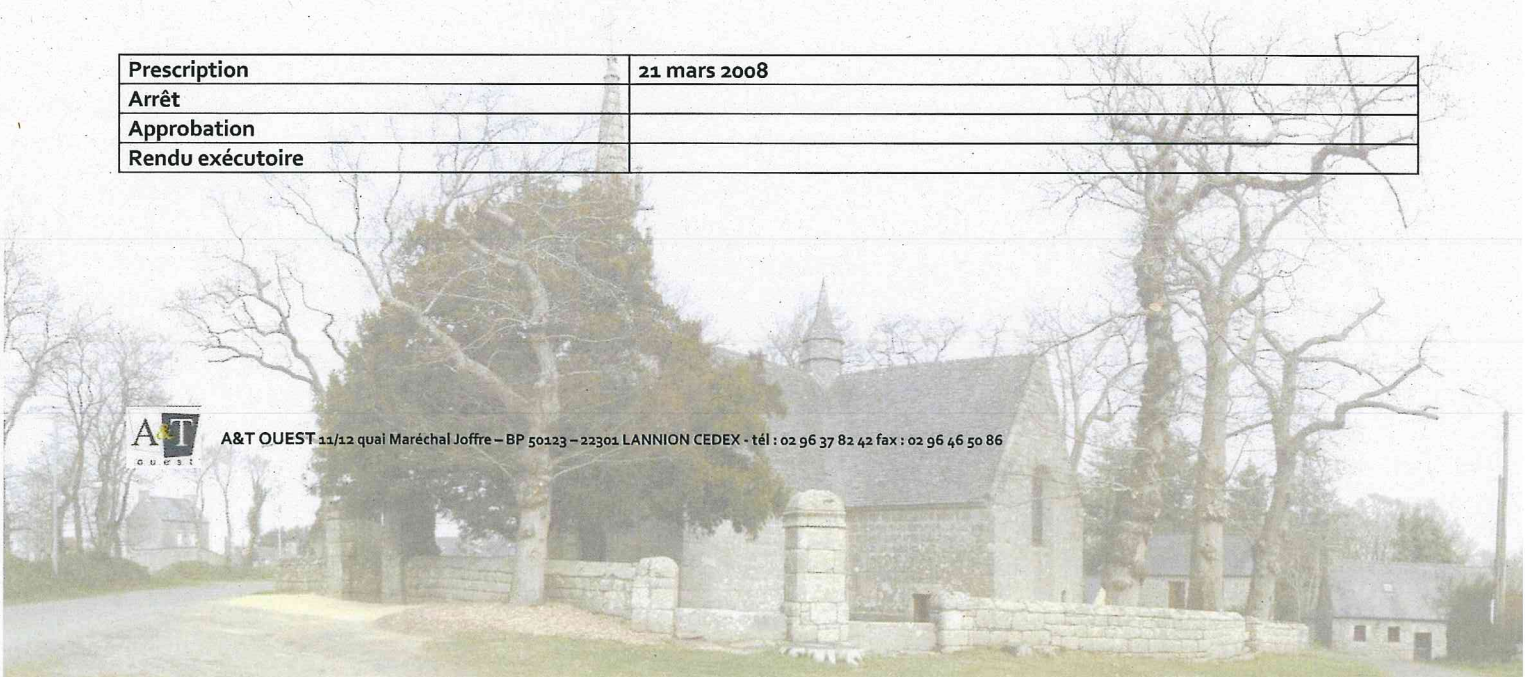 Prescription 21 mars 2008
Arrêt
Approbation
Rendu exécutoire
A&T
ouest
A&T OUEST 11/12 quai Maréchal Joffre – BP 50123 – 22301 LANNION CEDEX - tél : 02 96 37 82 42 fax : 02 96 46 50 86